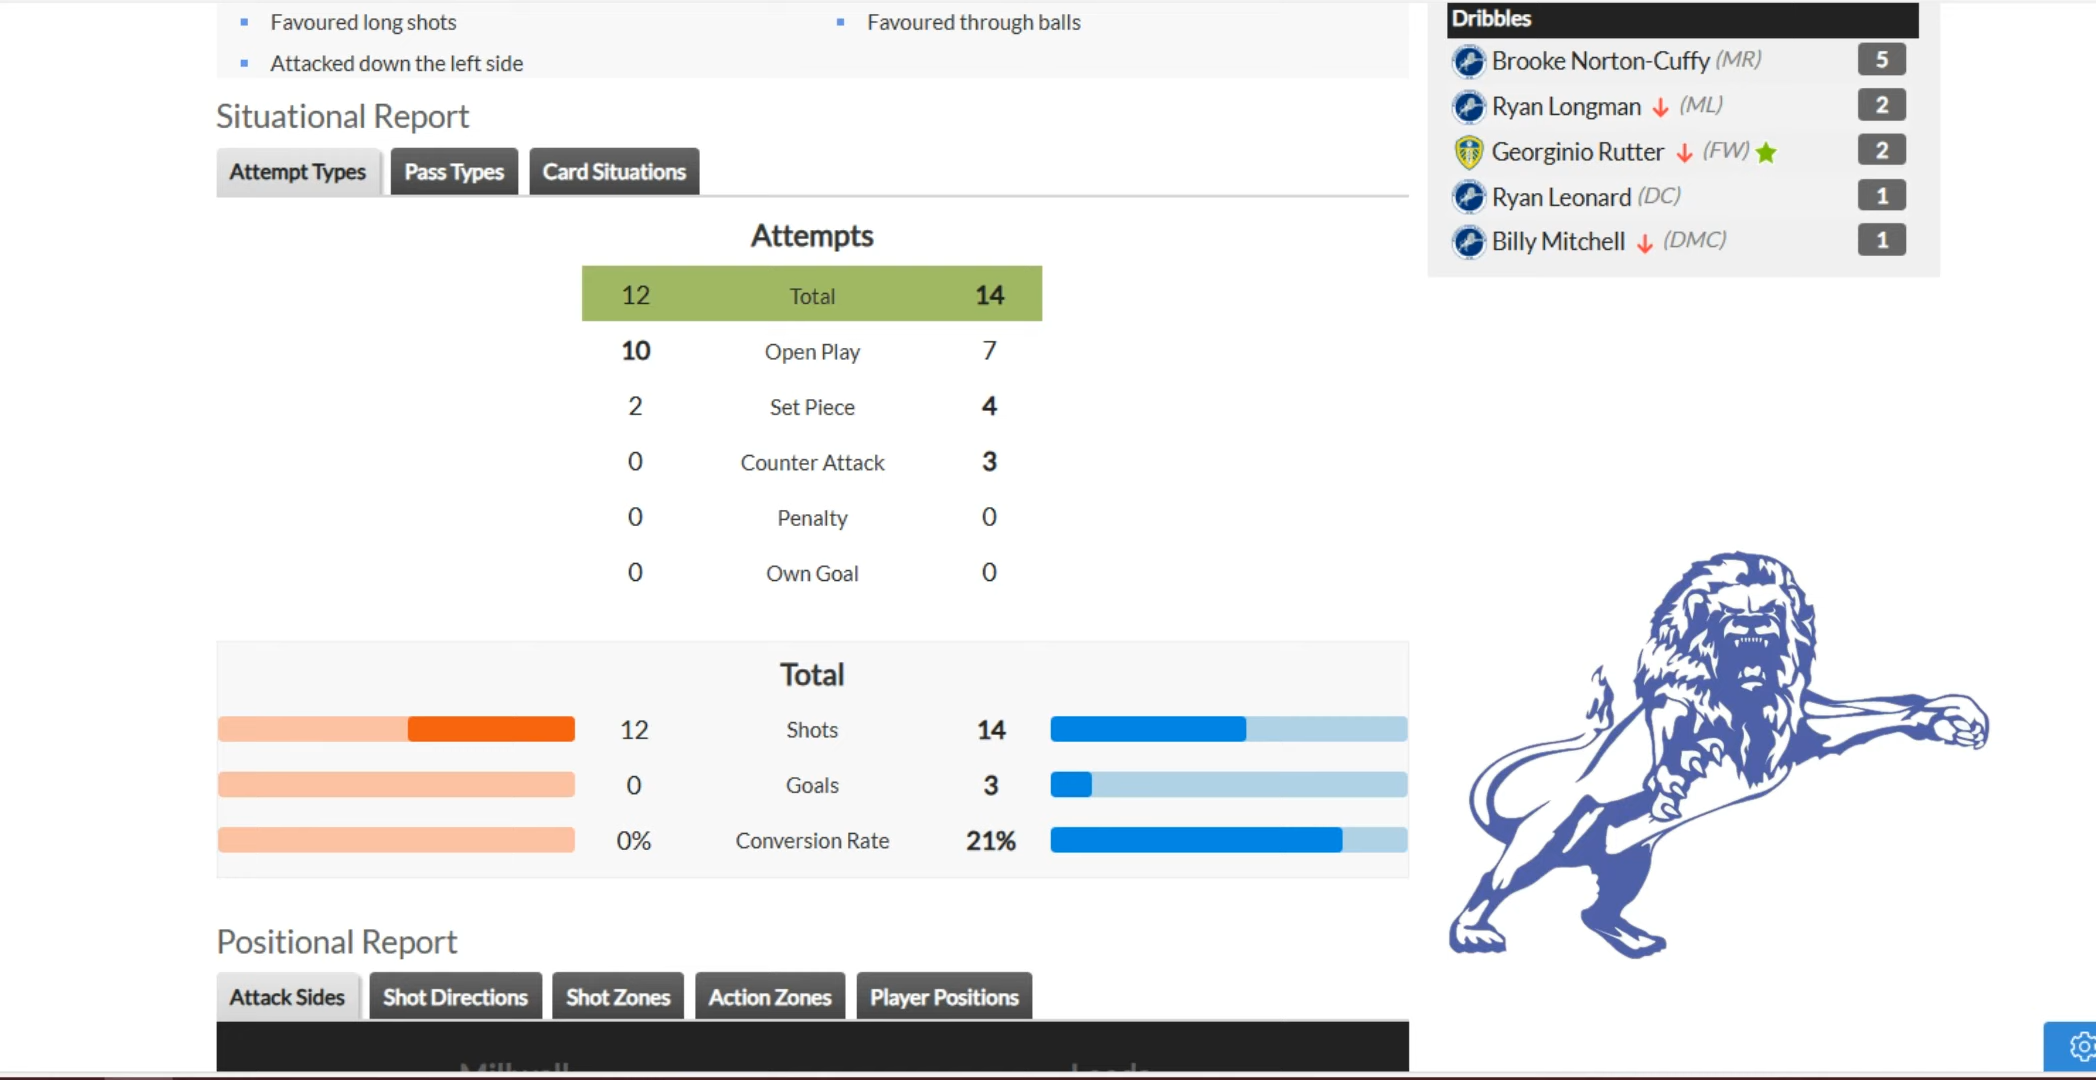 Favoured long shots
Favoured through balls
Attacked down the left side
Situational Report
Attempt Types
Pass Types
Card Situations
Attempts
12 Total 14
10 Open Play 7
2 Set Piece 4
0 Counter Attack 3
0 Penalty 0
0 Own Goal 0
Total
12 Shots 14
0 Goals 3
0% Conversion Rate 21%
Positional Report
Attack Sides
Shot Directions
Shot Zones
Action Zones
Player Positions
Millwall
Leeds
Dribbles
Brooke Norton-Cuffy (MR) 5
Ryan Longman (ML) 2
Georginio Rutter (FW) 2
Ryan Leonard (DC) 1
Billy Mitchell (DMC) 1